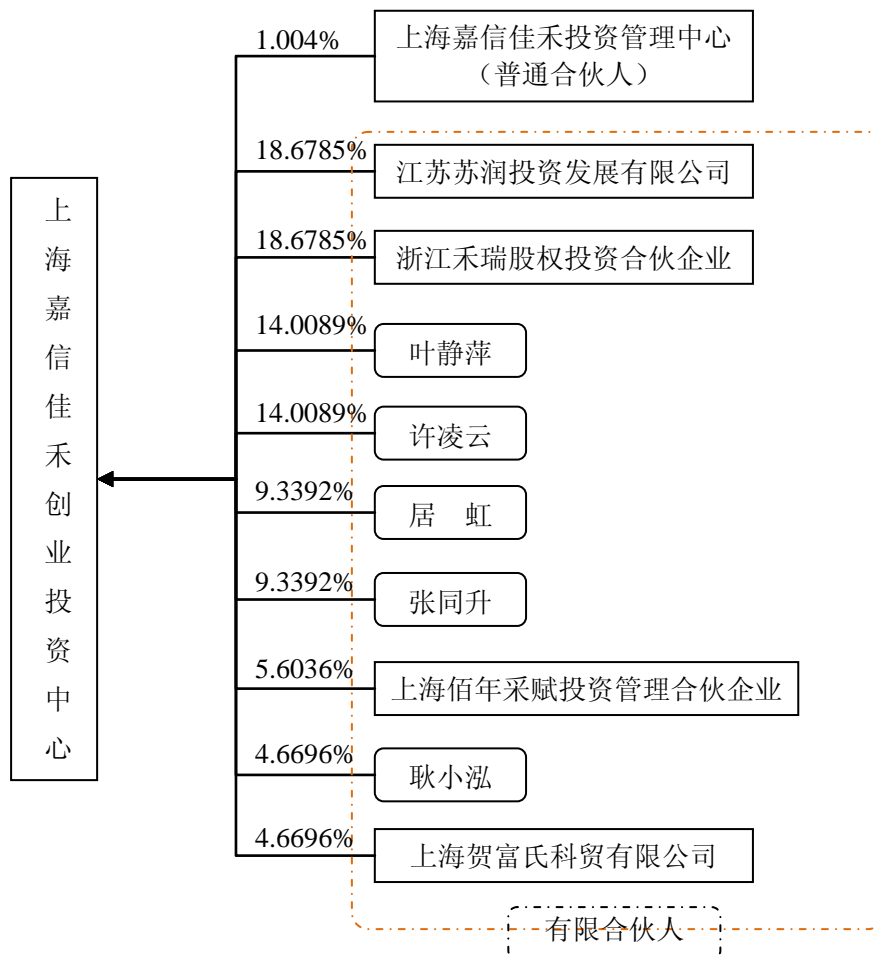 1.004%
上海嘉信佳禾投资管理中心
（普通合伙人）
18.6785%
江苏苏润投资发展有限公司
上海嘉信佳禾创业投资中心
18.6785%
浙江禾瑞股权投资合伙企业
14.0089%
叶静萍
14.0089%
许凌云
9.3392%
居　虹
9.3392%
张同升
5.6036%
上海佰年采赋投资管理合伙企业
4.6696%
耿小泓
4.6696%
上海贺富氏科贸有限公司
有限合伙人